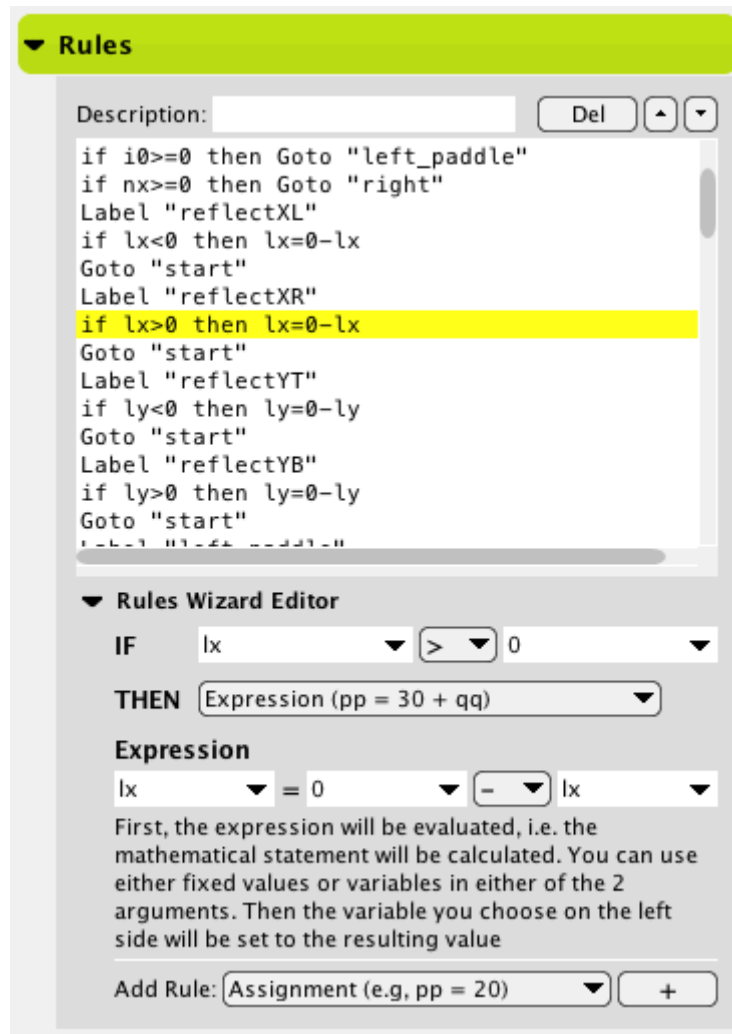 Rules
Description: Del
if i0>=0 then Goto "left_paddle"
if nx>=0 then Goto "right"
Label "reflectXL"
if lx<0 then lx=0-lx
Goto "start"
Label "reflectXR"
if lx>0 then lx=0-lx
Goto "start"
Label "reflectYT"
if ly<0 then ly=0-ly
Goto "start"
Label "reflectYB"
if ly>0 then ly=0-ly
Goto "start"
Label "left_paddle"
Rules Wizard Editor
IF lx > 0
THEN Expression (pp = 30 + qq)
Expression
lx = 0 - lx
First, the expression will be evaluated, i.e. the
mathematical statement will be calculated. You can use
either fixed values or variables in either of the 2
arguments. Then the variable you choose on the left
side will be set to the resulting value
Add Rule: Assignment (e.g, pp = 20) +